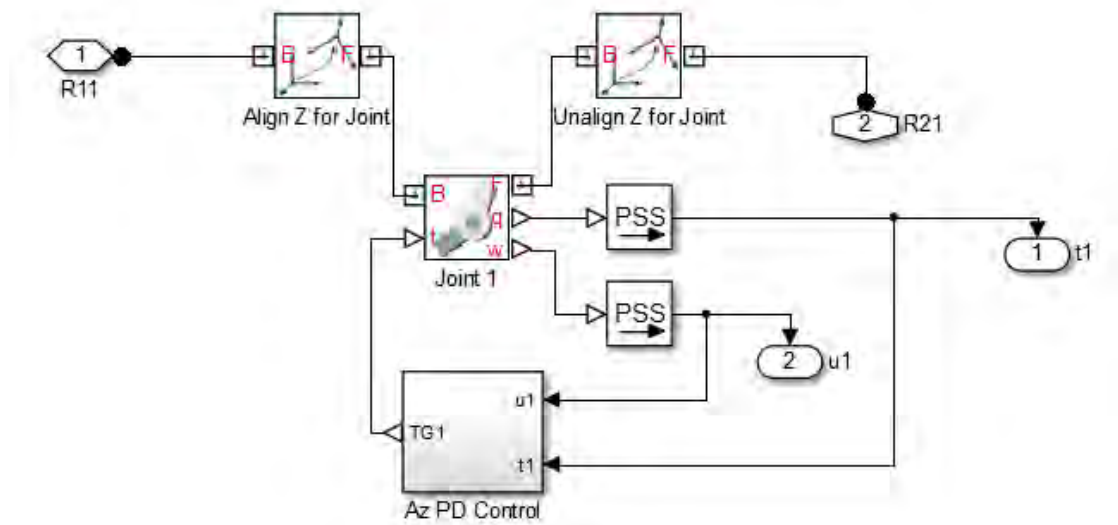 1
R11
B
F
Align Z for Joint
B
F
Unalign Z for Joint
2
R21
B
F
q
t
w
Joint 1
PSS
PSS
1
t1
2
u1
u1
TG1
t1
Az PD Control